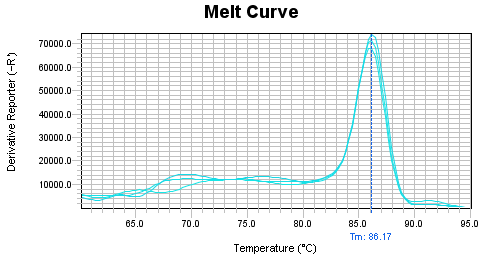 Melt Curve
Derivative Reporter (-R')
70000.0
60000.0
50000.0
40000.0
30000.0
20000.0
10000.0
65.0 70.0 75.0 80.0 85.0 90.0 95.0
Tm: 86.17
Temperature (°C)